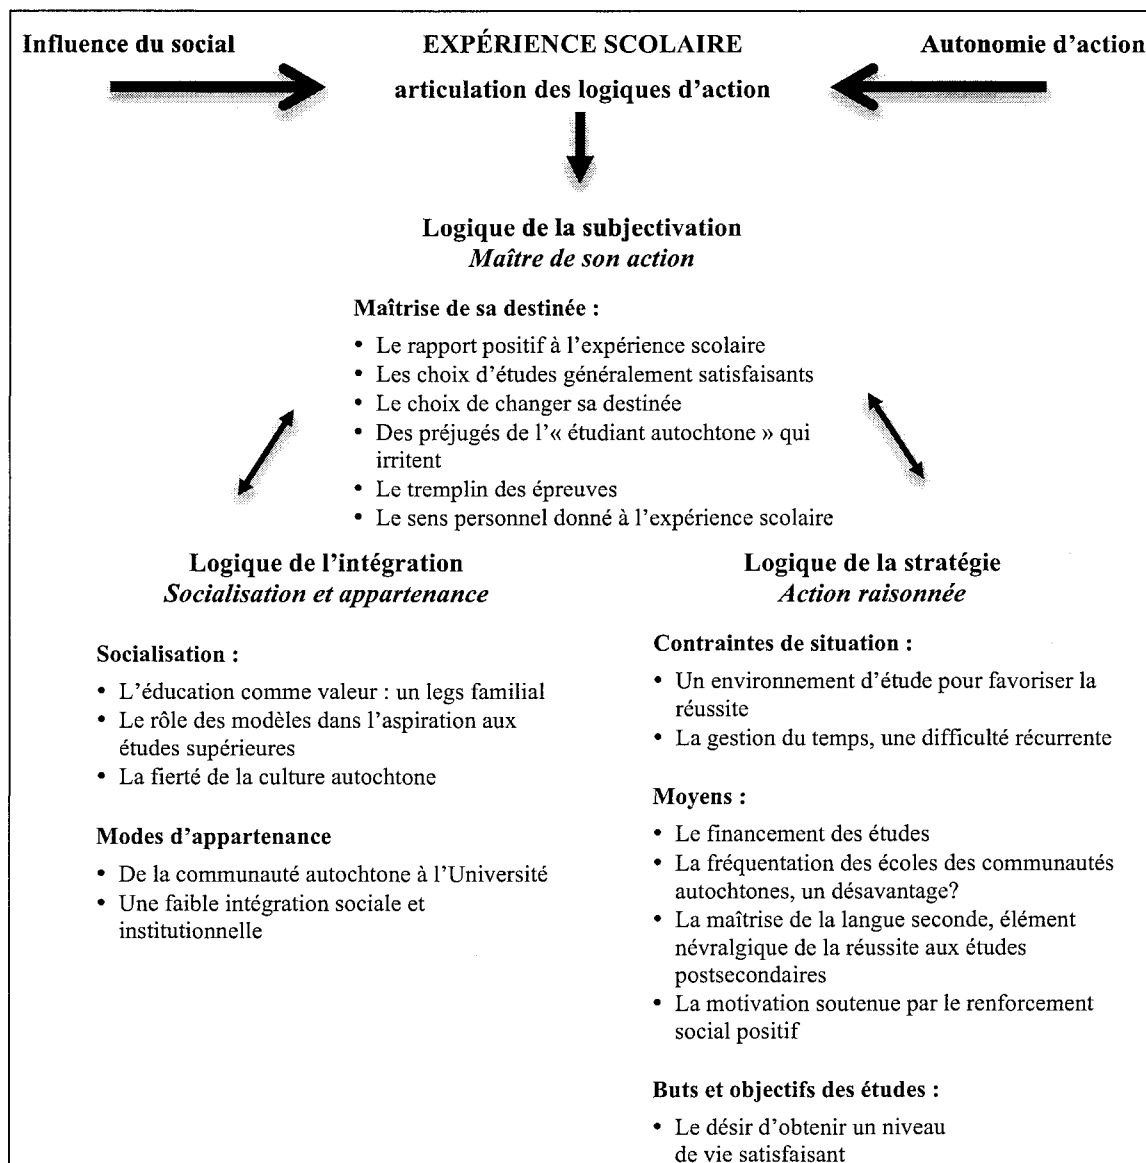 Influence du social
EXPÉRIENCE SCOLAIRE
Autonomie d'action
articulation des logiques d'action
Logique de la subjectivation
Maître de son action
Maîtrise de sa destinée :
• Le rapport positif à l'expérience scolaire
• Les choix d'études généralement satisfaisants
• Le choix de changer sa destinée
• Des préjugés de l'« étudiant autochtone » qui
irritent
• Le tremplin des épreuves
• Le sens personnel donné à l'expérience scolaire
Logique de l'intégration
Socialisation et appartenance
Socialisation :
• L'éducation comme valeur : un legs familial
• Le rôle des modèles dans l'aspiration aux
études supérieures
• La fierté de la culture autochtone
Modes d'appartenance
• De la communauté autochtone à l'Université
• Une faible intégration sociale et
institutionnelle
Logique de la stratégie
Action raisonnée
Contraintes de situation :
• Un environnement d'étude pour favoriser la
réussite
• La gestion du temps, une difficulté récurrente
Moyens :
• Le financement des études
• La fréquentation des écoles des communautés
autochtones, un désavantage?
• La maîtrise de la langue seconde, élément
névralgique de la réussite aux études
postsecondaires
• La motivation soutenue par le renforcement
social positif
Buts et objectifs des études :
• Le désir d'obtenir un niveau
de vie satisfaisant